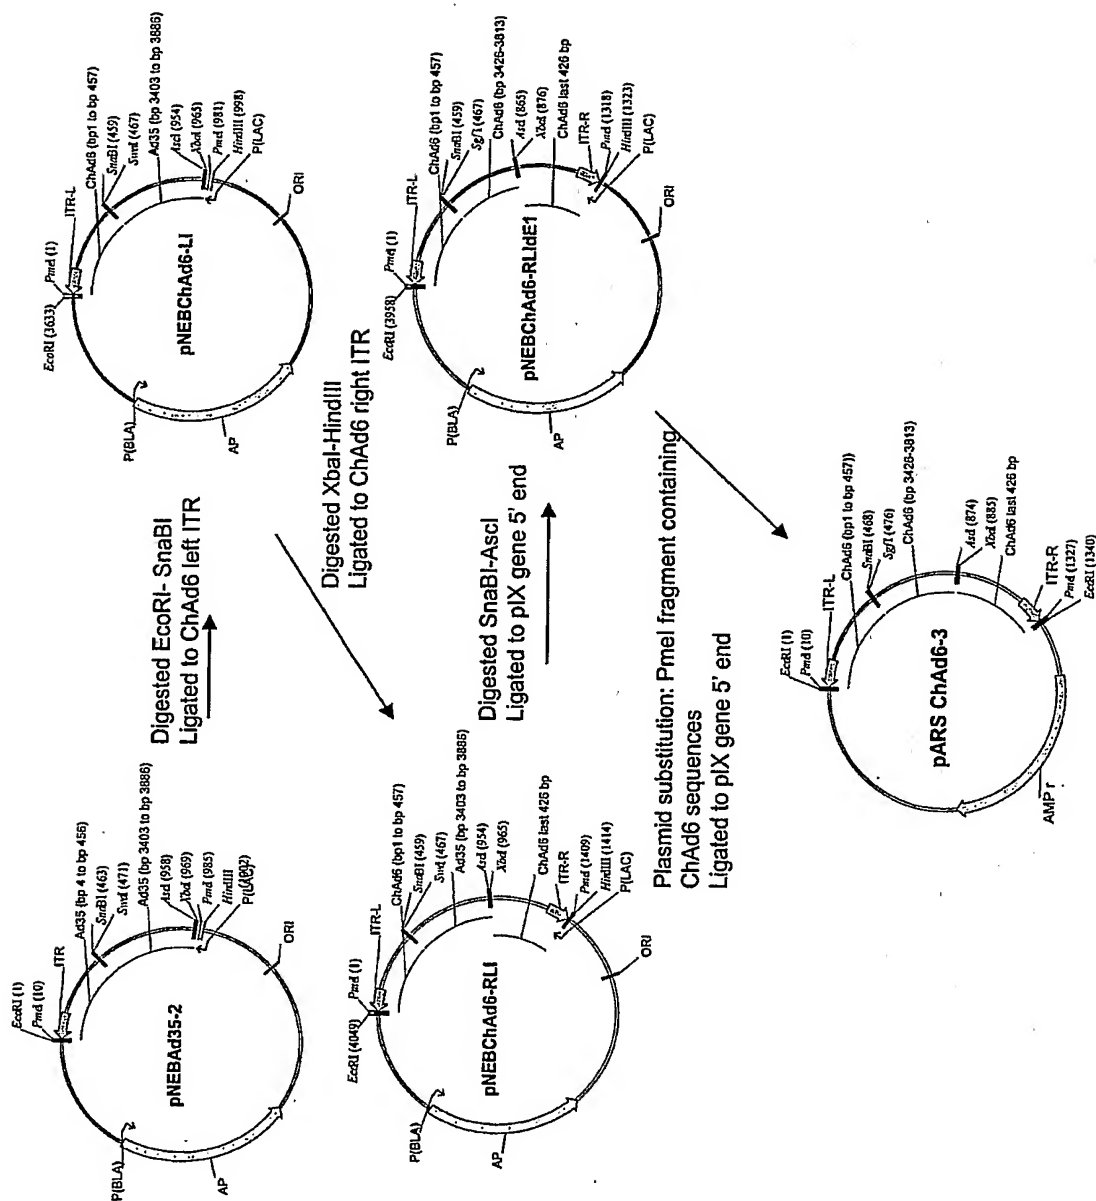 pNEBAd35-2
EcoRI (1)
PmeI (10)
ITR
Ad35 (bp 4 to bp 456)
SnaBI (463)
SwaI (471)
Ad35 (bp 3403 to bp 3886)
AscI (958)
XbaI (969)
PmeI (985)
HindIII
ORI
AP
P(BLA)
Digested EcoRI- SnaBI
Ligated to ChAd6 left ITR
pNEBChAd6-LI
EcoRI (3633)
PmeI (1)
ITR-L
ChAd6 (bp1 to bp 457)
SnaBI (459)
SwaI (467)
Ad35 (bp 3403 to bp 3886)
AscI (954)
XbaI (965)
PmeI (981)
HindIII (998)
P(LAC)
ORI
AP
P(BLA)
Digested XbaI-HindIII
Ligated to ChAd6 right ITR
pNEBChAd6-RLI
EcoRI (4049)
PmeI (1)
ITR-L
ChAd6 (bp1 to bp 457)
SnaBI (459)
SwaI (467)
Ad35 (bp 3403 to bp 3886)
AscI (954)
XbaI (965)
ChAd6 last 426 bp
ITR-R
PmeI (1409)
HindIII (1414)
P(LAC)
ORI
AP
P(BLA)
Digested SnaBI-AscI
Ligated to pIX gene 5' end
pNEBChAd6-RLIdE1
EcoRI (3958)
PmeI (1)
ITR-L
ChAd6 (bp1 to bp 457)
SnaBI (459)
SgfI (467)
ChAd6 (bp 3426-3813)
AscI (865)
XbaI (876)
ChAd6 last 426 bp
ITR-R
PmeI (1318)
HindIII (1323)
P(LAC)
ORI
AP
P(BLA)
Plasmid substitution: PmeI fragment containing
ChAd6 sequences
Ligated to pIX gene 5' end
pARS ChAd6-3
EcoRI (1)
PmeI (10)
ITR-L
ChAd6 (bp1 to bp 457))
SnaBI (468)
SgfI (476)
ChAd6 (bp 3426-3813)
AscI (874)
XbaI (885)
ChAd6 last 426 bp
ITR-R
PmeI (1327)
EcoRI (1340)
AMP r